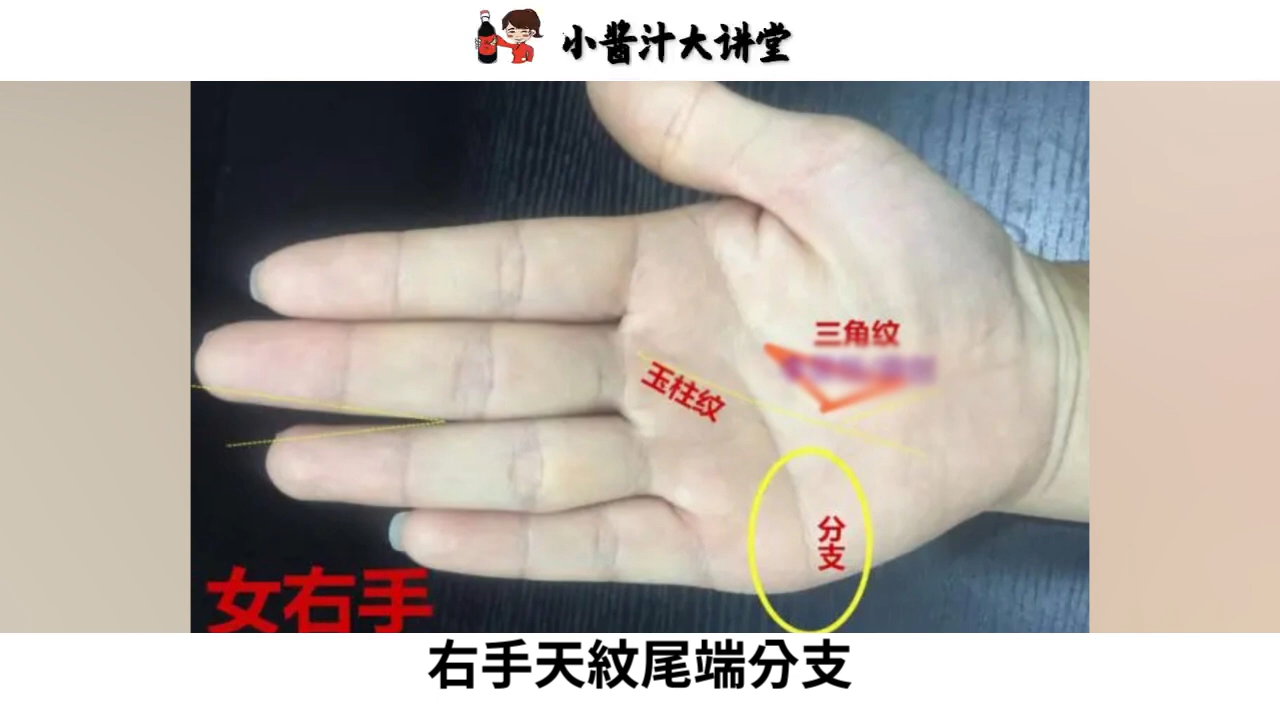 小酱汁大讲堂
三角纹
玉柱纹
分支
女右手
右手天紋尾端分支